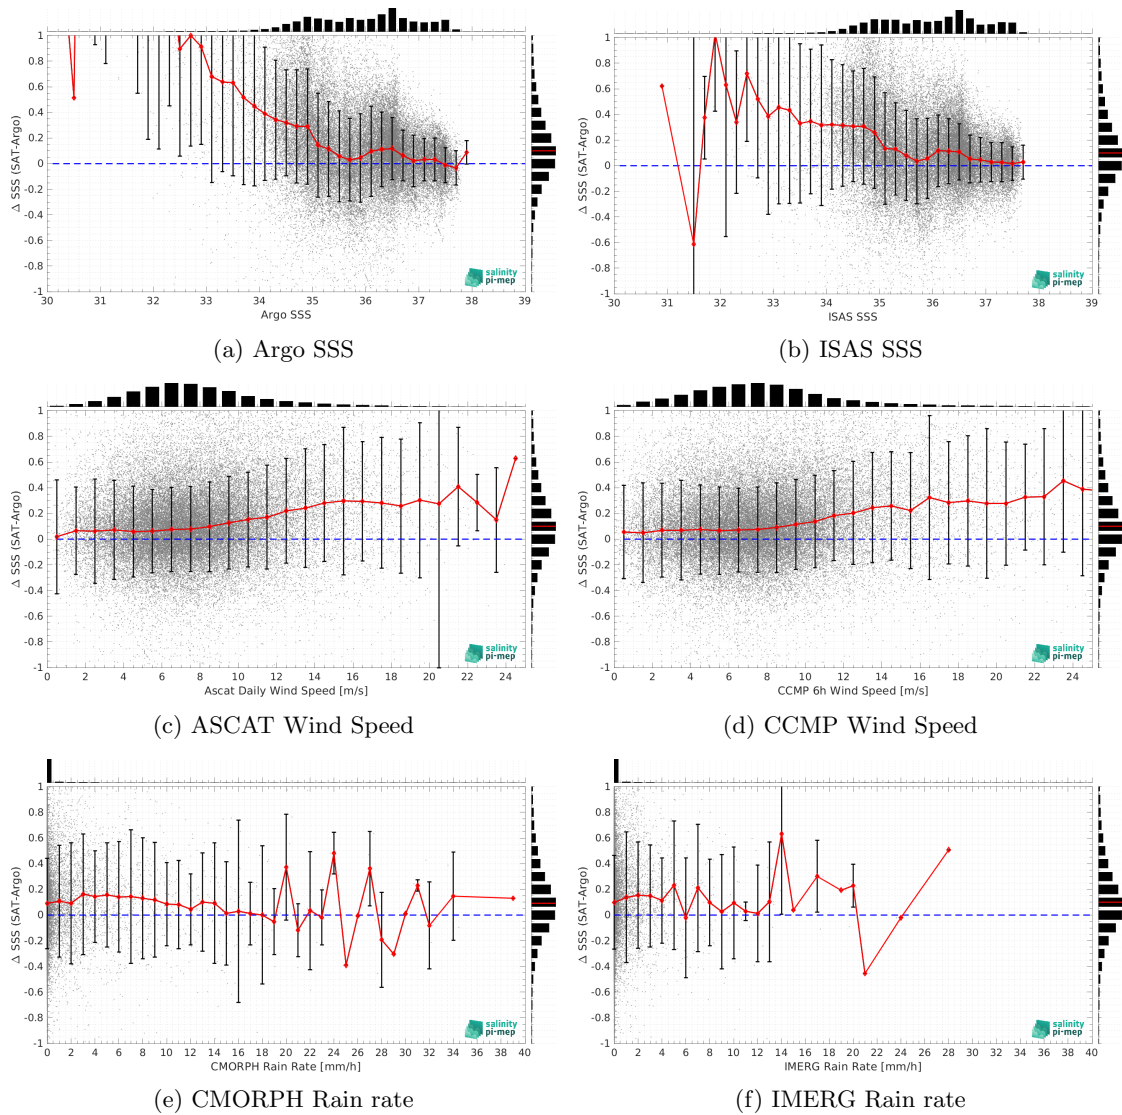 1
0.8
0.6
0.4
0.2
0
-0.2
-0.4
-0.6
-0.8
-1
Δ SSS (SAT-Argo)
30 31 32 33 34 35 36 37 38 39
Argo SSS
salinity
pi-mep
(a) Argo SSS
1
0.8
0.6
0.4
0.2
0
-0.2
-0.4
-0.6
-0.8
-1
Δ SSS (SAT-Argo)
30 31 32 33 34 35 36 37 38 39
ISAS SSS
salinity
pi-mep
(b) ISAS SSS
1
0.8
0.6
0.4
0.2
0
-0.2
-0.4
-0.6
-0.8
-1
Δ SSS (SAT-Argo)
0 2 4 6 8 10 12 14 16 18 20 22 24
Ascat Daily Wind Speed [m/s]
salinity
pi-mep
(c) ASCAT Wind Speed
1
0.8
0.6
0.4
0.2
0
-0.2
-0.4
-0.6
-0.8
-1
Δ SSS (SAT-Argo)
0 2 4 6 8 10 12 14 16 18 20 22 24
CCMP 6h Wind Speed [m/s]
salinity
pi-mep
(d) CCMP Wind Speed
1
0.8
0.6
0.4
0.2
0
-0.2
-0.4
-0.6
-0.8
-1
Δ SSS (SAT-Argo)
0 2 4 6 8 10 12 14 16 18 20 22 24 26 28 30 32 34 36 38 40
CMORPH Rain Rate [mm/h]
salinity
pi-mep
(e) CMORPH Rain rate
1
0.8
0.6
0.4
0.2
0
-0.2
-0.4
-0.6
-0.8
-1
Δ SSS (SAT-Argo)
0 2 4 6 8 10 12 14 16 18 20 22 24 26 28 30 32 34 36 38 40
IMERG Rain Rate [mm/h]
salinity
pi-mep
(f) IMERG Rain rate